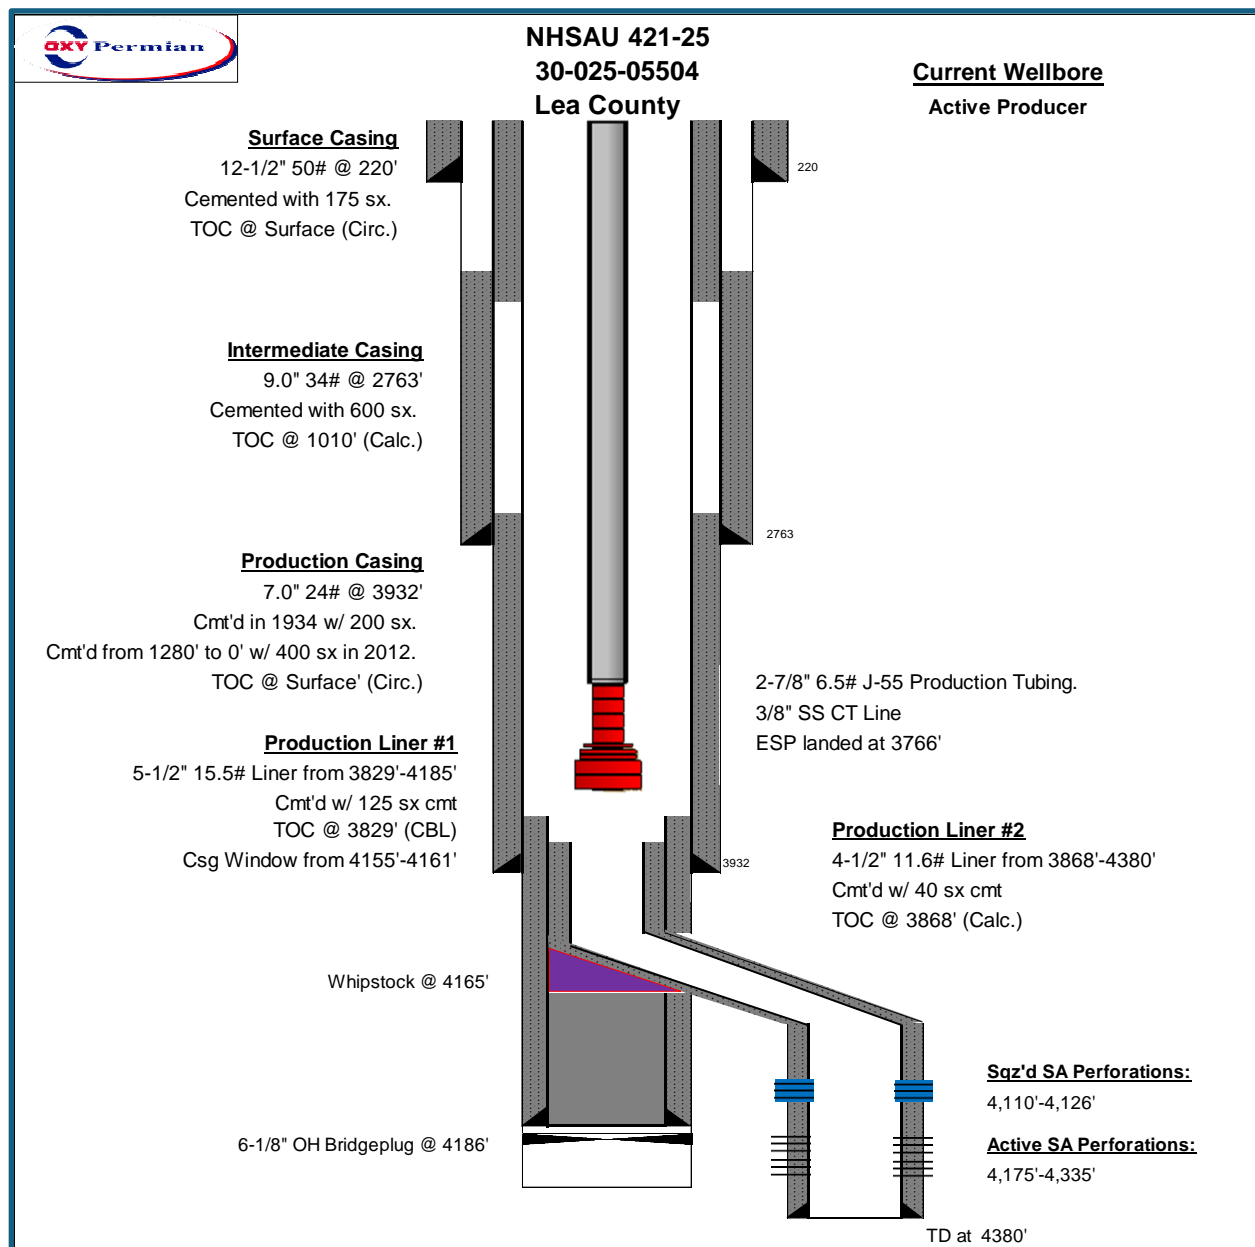 OXY Permian
NHSAU 421-25
30-025-05504
Lea County
Current Wellbore
Active Producer
Surface Casing
12-1/2" 50# @ 220'
Cemented with 175 sx.
TOC @ Surface (Circ.)
220
Intermediate Casing
9.0" 34# @ 2763'
Cemented with 600 sx.
TOC @ 1010' (Calc.)
2763
Production Casing
7.0" 24# @ 3932'
Cmt'd in 1934 w/ 200 sx.
Cmt'd from 1280' to 0' w/ 400 sx in 2012.
TOC @ Surface' (Circ.)
2-7/8" 6.5# J-55 Production Tubing.
3/8" SS CT Line
ESP landed at 3766'
Production Liner #1
5-1/2" 15.5# Liner from 3829'-4185'
Cmt'd w/ 125 sx cmt
TOC @ 3829' (CBL)
Csg Window from 4155'-4161'
3932
Production Liner #2
4-1/2" 11.6# Liner from 3868'-4380'
Cmt'd w/ 40 sx cmt
TOC @ 3868' (Calc.)
Whipstock @ 4165'
Sqz'd SA Perforations:
4,110'-4,126'
6-1/8" OH Bridgeplug @ 4186'
Active SA Perforations:
4,175'-4,335'
TD at 4380'